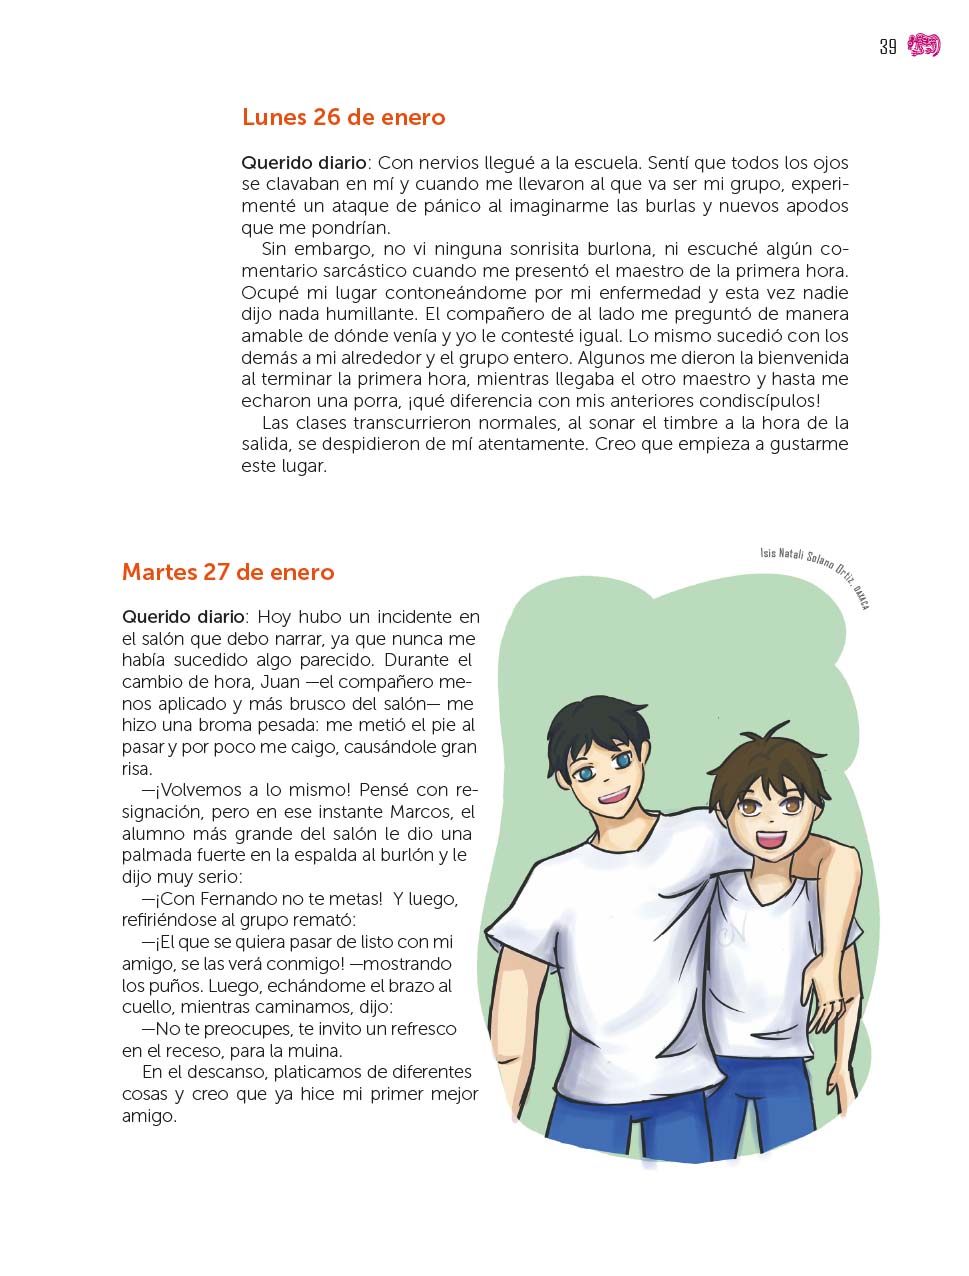 39
Lunes 26 de enero
Querido diario: Con nervios llegué a la escuela. Sentí que todos los ojos
se clavaban en mí y cuando me llevaron al que va ser mi grupo, experi-
menté un ataque de pánico al imaginarme las burlas y nuevos apodos
que me pondrían.
Sin embargo, no vi ninguna sonrisita burlona, ni escuché algún co-
mentario sarcástico cuando me presentó el maestro de la primera hora.
Ocupé mi lugar contoneándome por mi enfermedad y esta vez nadie
dijo nada humillante. El compañero de al lado me preguntó de manera
amable de dónde venía y yo le contesté igual. Lo mismo sucedió con los
demás a mi alrededor y el grupo entero. Algunos me dieron la bienvenida
al terminar la primera hora, mientras llegaba el otro maestro y hasta me
echaron una porra, ¡qué diferencia con mis anteriores condiscípulos!
Las clases transcurrieron normales, al sonar el timbre a la hora de la
salida, se despidieron de mí atentamente. Creo que empieza a gustarme
este lugar.
Martes 27 de enero
Querido diario: Hoy hubo un incidente en
el salón que debo narrar, ya que nunca me
había sucedido algo parecido. Durante el
cambio de hora, Juan —el compañero me-
nos aplicado y más brusco del salón— me
hizo una broma pesada: me metió el pie al
pasar y por poco me caigo, causándole gran
risa.
—¡Volvemos a lo mismo! Pensé con re-
signación, pero en ese instante Marcos, el
alumno más grande del salón le dio una
palmada fuerte en la espalda al burlón y le
dijo muy serio:
—¡Con Fernando no te metas! Y luego,
refiriéndose al grupo remató:
—¡El que se quiera pasar de listo con mi
amigo, se las verá conmigo! —mostrando
los puños. Luego, echándome el brazo al
cuello, mientras caminamos, dijo:
—No te preocupes, te invito un refresco
en el receso, para la muina.
En el descanso, platicamos de diferentes
cosas y creo que ya hice mi primer mejor
amigo.
Isis Natali Solano Ortiz, OAXACA